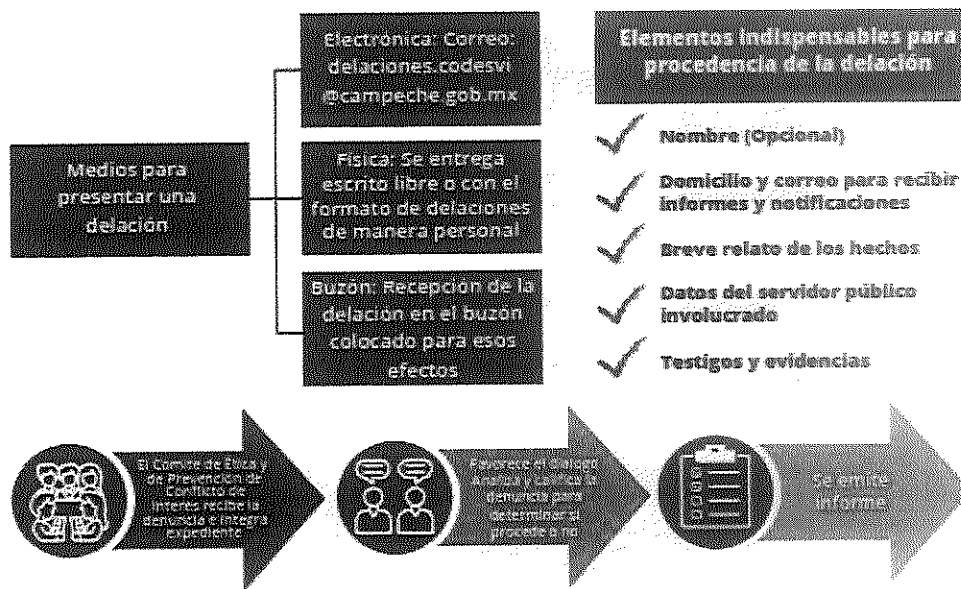 Medios para
presentar una
delación
Electrónica: Correo:
delaciones.codesvi
@campeche.gob.mx
Física: Se entrega
escrito libre o con el
formato de delaciones
de manera personal
Buzón: Recepción de la
delación en el buzón
colocado para esos
efectos
Elementos indispensables para
procedencia de la delación
Nombre (Opcional)
Domicilio y correo para recibir
informes y notificaciones
Breve relato de los hechos
Datos del servidor público
involucrado
Testigos y evidencias
El Comité de Ética y
de Prevención de
Conflicto de
Interés recibe la
denuncia e integra
expediente
Favorece el dialogo
Analiza y califica la
denuncia para
determinar si
procede o no
Se emite
informe